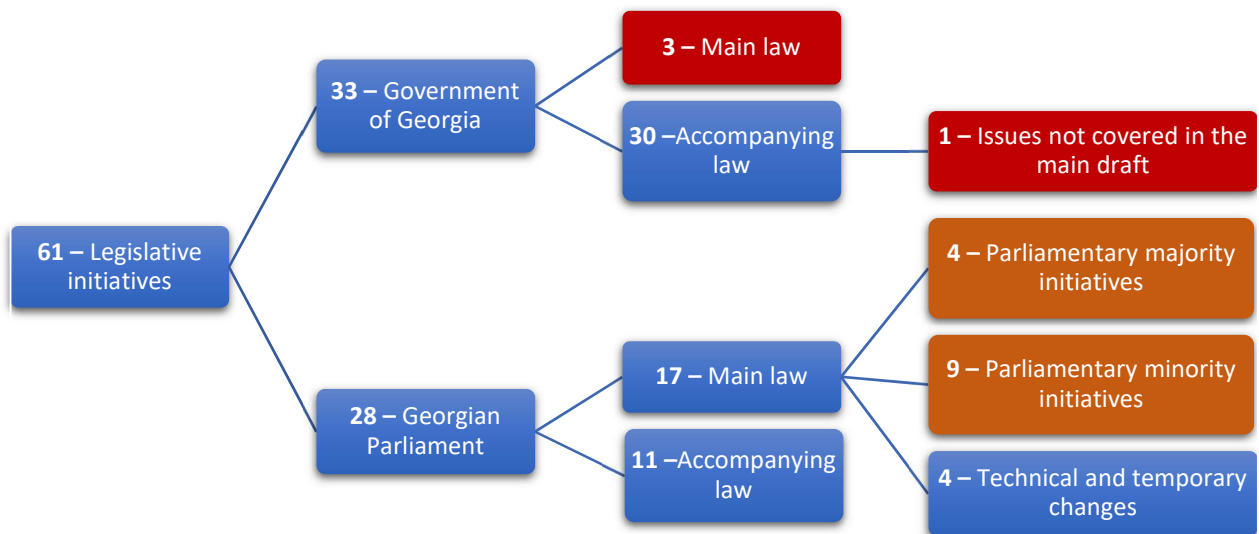 3 – Main law
33 – Government
of Georgia
30 –Accompanying
law
1 – Issues not covered in the
main draft
61 – Legislative
initiatives
4 – Parliamentary majority
initiatives
17 – Main law
9 – Parliamentary minority
initiatives
28 – Georgian
Parliament
11 –Accompanying
law
4 – Technical and temporary
changes